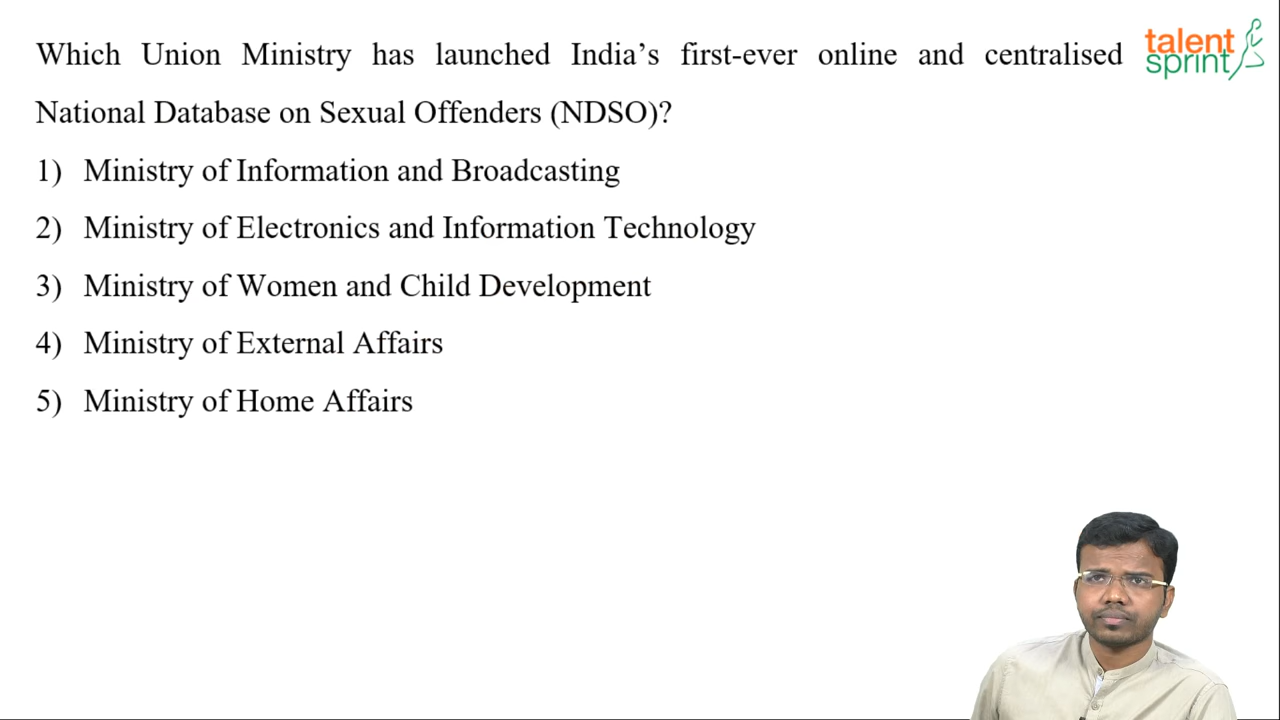 Which Union Ministry has launched India’s first-ever online and centralised
National Database on Sexual Offenders (NDSO)?
1) Ministry of Information and Broadcasting
2) Ministry of Electronics and Information Technology
3) Ministry of Women and Child Development
4) Ministry of External Affairs
5) Ministry of Home Affairs
talent
sprint